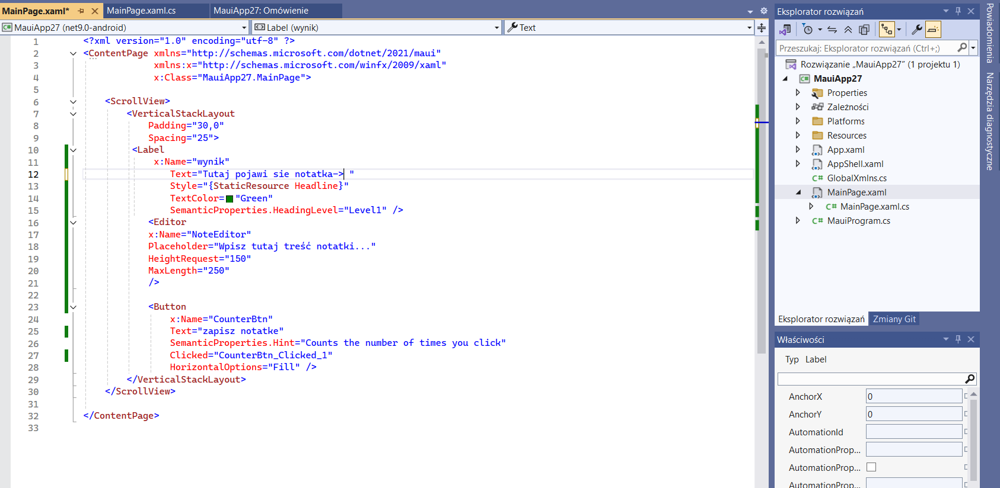 MainPage.xaml*
MainPage.xaml.cs
MauiApp27: Omówienie
MauiApp27 (net9.0-android)
Label (wynik)
Text
1 <?xml version="1.0" encoding="utf-8" ?>
2 <ContentPage xmlns="http://schemas.microsoft.com/dotnet/2021/maui"
3 xmlns:x="http://schemas.microsoft.com/winfx/2009/xaml"
4 x:Class="MauiApp27.MainPage">
5
6 <ScrollView>
7 <VerticalStackLayout
8 Padding="30,0"
9 Spacing="25">
10 <Label
11 x:Name="wynik"
12 Text="Tutaj pojawi sie notatka-> "
13 Style="{StaticResource Headline}"
14 TextColor="Green"
15 SemanticProperties.HeadingLevel="Level1" />
16 <Editor
17 x:Name="NoteEditor"
18 Placeholder="Wpisz tutaj treść notatki..."
19 HeightRequest="150"
20 MaxLength="250"
21 />
22
23 <Button
24 x:Name="CounterBtn"
25 Text="zapisz notatke"
26 SemanticProperties.Hint="Counts the number of times you click"
27 Clicked="CounterBtn_Clicked_1"
28 HorizontalOptions="Fill" />
29 </VerticalStackLayout>
30 </ScrollView>
31
32 </ContentPage>
33
Eksplorator rozwiązań
Przeszukaj: Eksplorator rozwiązań (Ctrl+;)
Rozwiązanie „MauiApp27” (1 projektu 1)
C# MauiApp27
Properties
Zależności
Platforms
Resources
App.xaml
AppShell.xaml
C# GlobalXmlns.cs
MainPage.xaml
C# MainPage.xaml.cs
C# MauiProgram.cs
Eksplorator rozwiązań
Zmiany Git
Właściwości
Typ Label
AnchorX 0
AnchorY 0
AutomationId
AutomationProp...
AutomationProp...
AutomationProp...
Powiadomienia
Narzędzia diagnostyczne